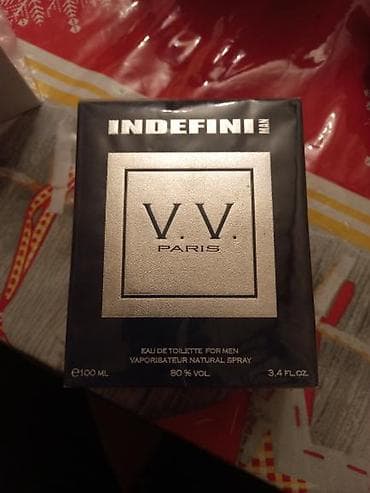 INDEFINI MAN
V.V.
PARIS
EAU DE TOILETTE FOR MEN
VAPORISATEUR NATURAL SPRAY
e100 ML 80 % VOL. 3,4 FL.OZ.